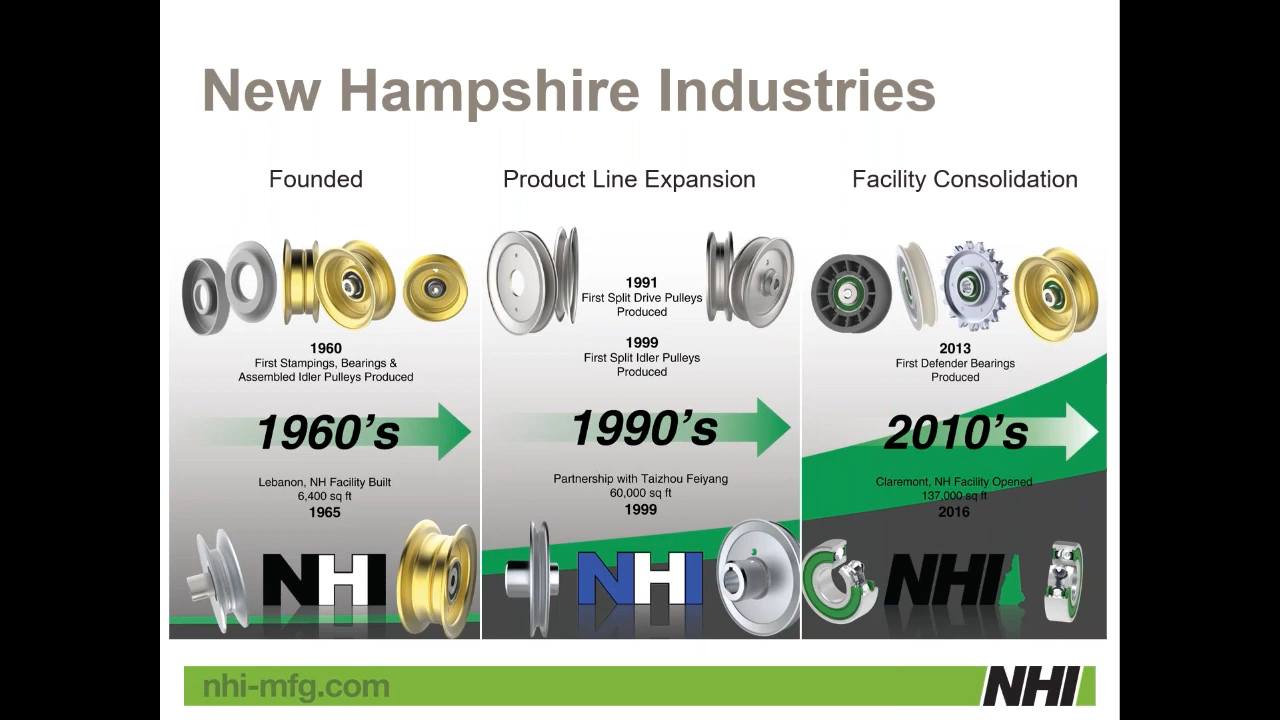 New Hampshire Industries
Founded
1960
First Stampings, Bearings &
Assembled Idler Pulleys Produced
1960's
Lebanon, NH Facility Built
6,400 sq ft
1965
NHI
Product Line Expansion
1991
First Split Drive Pulleys
Produced
1999
First Split Idler Pulleys
Produced
1990's
Partnership with Taizhou Feiyang
60,000 sq ft
1999
NHI
Facility Consolidation
2013
First Defender Bearings
Produced
2010's
Claremont, NH Facility Opened
137,000 sq ft
2016
NHI
nhi-mfg.com
NHI